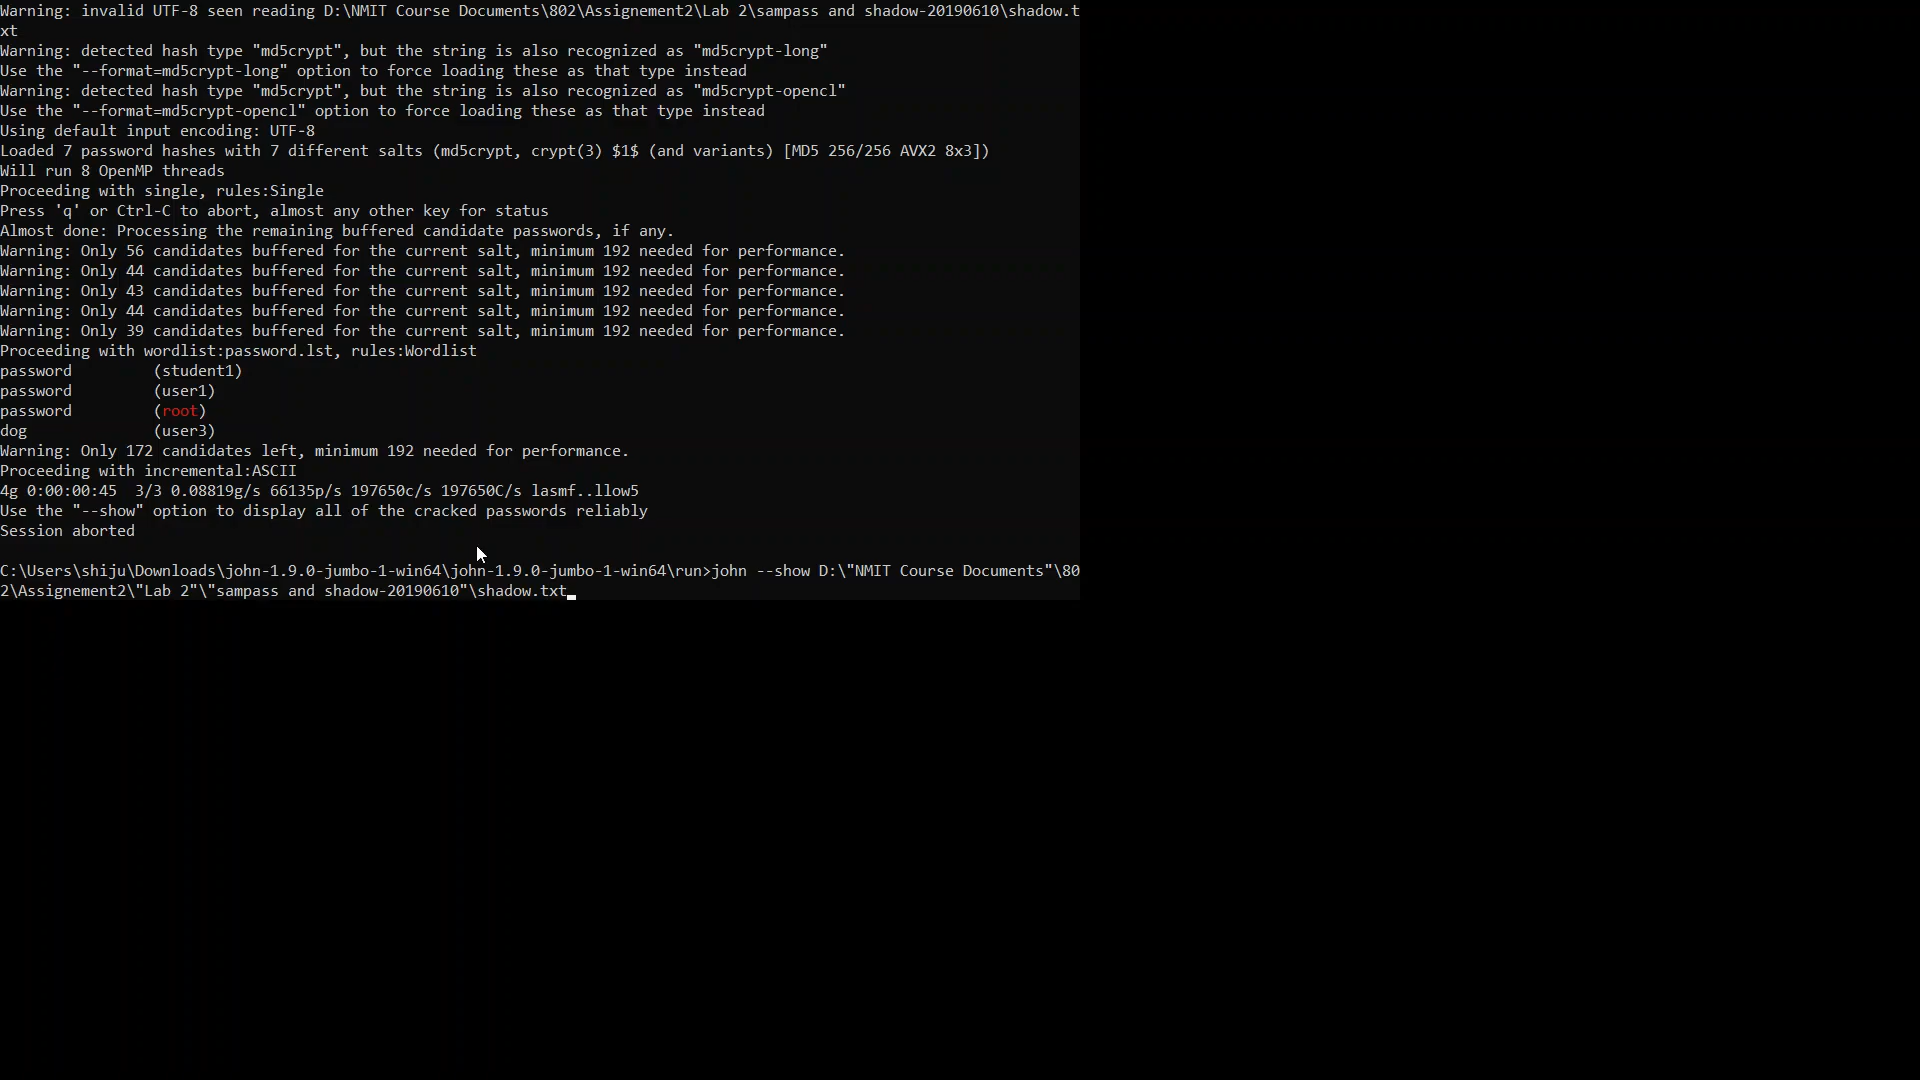 Warning: invalid UTF-8 seen reading D:\NMIT Course Documents\802\Assignement2\Lab 2\sampass and shadow-20190610\shadow.t
xt
Warning: detected hash type "md5crypt", but the string is also recognized as "md5crypt-long"
Use the "--format=md5crypt-long" option to force loading these as that type instead
Warning: detected hash type "md5crypt", but the string is also recognized as "md5crypt-opencl"
Use the "--format=md5crypt-opencl" option to force loading these as that type instead
Using default input encoding: UTF-8
Loaded 7 password hashes with 7 different salts (md5crypt, crypt(3) $1$ (and variants) [MD5 256/256 AVX2 8x3])
Will run 8 OpenMP threads
Proceeding with single, rules:Single
Press 'q' or Ctrl-C to abort, almost any other key for status
Almost done: Processing the remaining buffered candidate passwords, if any.
Warning: Only 56 candidates buffered for the current salt, minimum 192 needed for performance.
Warning: Only 44 candidates buffered for the current salt, minimum 192 needed for performance.
Warning: Only 43 candidates buffered for the current salt, minimum 192 needed for performance.
Warning: Only 44 candidates buffered for the current salt, minimum 192 needed for performance.
Warning: Only 39 candidates buffered for the current salt, minimum 192 needed for performance.
Proceeding with wordlist:password.lst, rules:Wordlist
password         (student1)
password         (user1)
password         (root)
dog              (user3)
Warning: Only 172 candidates left, minimum 192 needed for performance.
Proceeding with incremental:ASCII
4g 0:00:00:45  3/3 0.08819g/s 66135p/s 197650c/s 197650C/s lasmf..llow5
Use the "--show" option to display all of the cracked passwords reliably
Session aborted
C:\Users\shiju\Downloads\john-1.9.0-jumbo-1-win64\john-1.9.0-jumbo-1-win64\run>john --show D:\"NMIT Course Documents"\80
2\Assignement2\"Lab 2"\"sampass and shadow-20190610"\shadow.txt